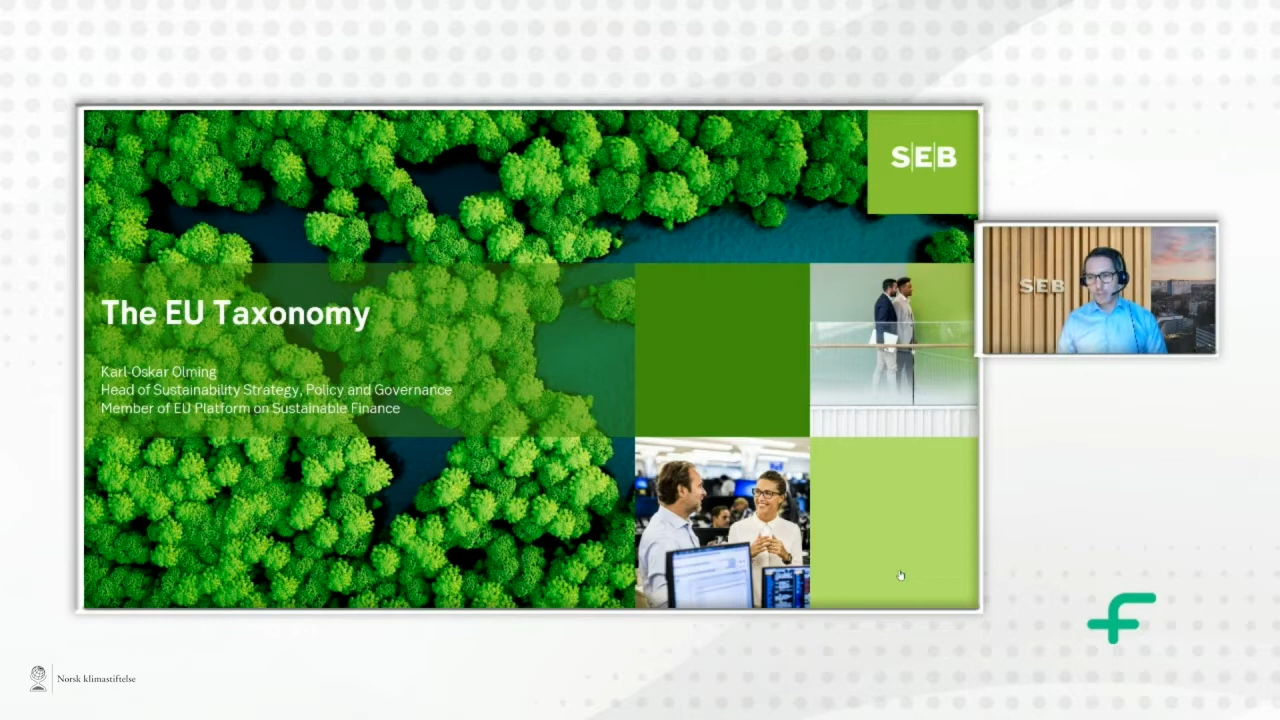 SEB
The EU Taxonomy
Karl-Oskar Olming
Head of Sustainability Strategy, Policy and Governance
Member of EU Platform on Sustainable Finance
SEB
Norsk klimastiftelse